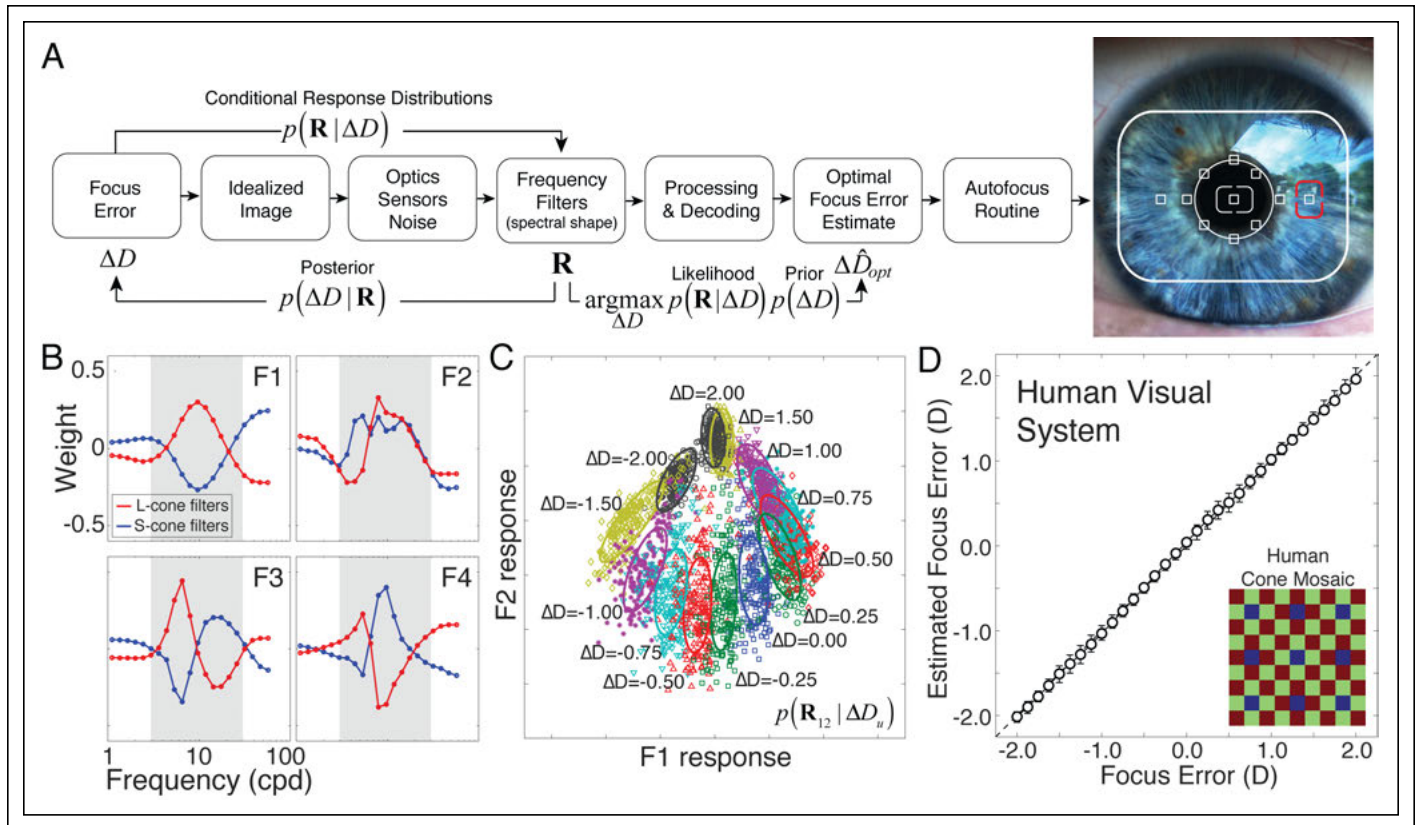 A
Conditional Response Distributions
p(R|ΔD)
Focus
Error
Idealized
Image
Optics
Sensors
Noise
Frequency
Filters
(spectral shape)
Processing
& Decoding
Optimal
Focus Error
Estimate
Autofocus
Routine
ΔD
Posterior
p(ΔD|R)
R
Likelihood
Prior
argmax p(R|ΔD) p(ΔD)
ΔD
ΔD̂opt
B
Weight
0.5
0
-0.5
F1
F2
L-cone filters
S-cone filters
F3
F4
1
10
100
Frequency (cpd)
C
F2 response
ΔD=2.00
ΔD=1.50
ΔD=-2.00
ΔD=1.00
ΔD=-1.50
ΔD=0.75
ΔD=0.50
ΔD=-1.00
ΔD=0.25
ΔD=-0.75
ΔD=0.00
ΔD=-0.50
ΔD=-0.25
p(R12|ΔDu)
F1 response
D
Human Visual
System
Estimated Focus Error (D)
2.0
1.0
0.0
-1.0
-2.0
Human
Cone Mosaic
-2.0 -1.0 0.0 1.0 2.0
Focus Error (D)